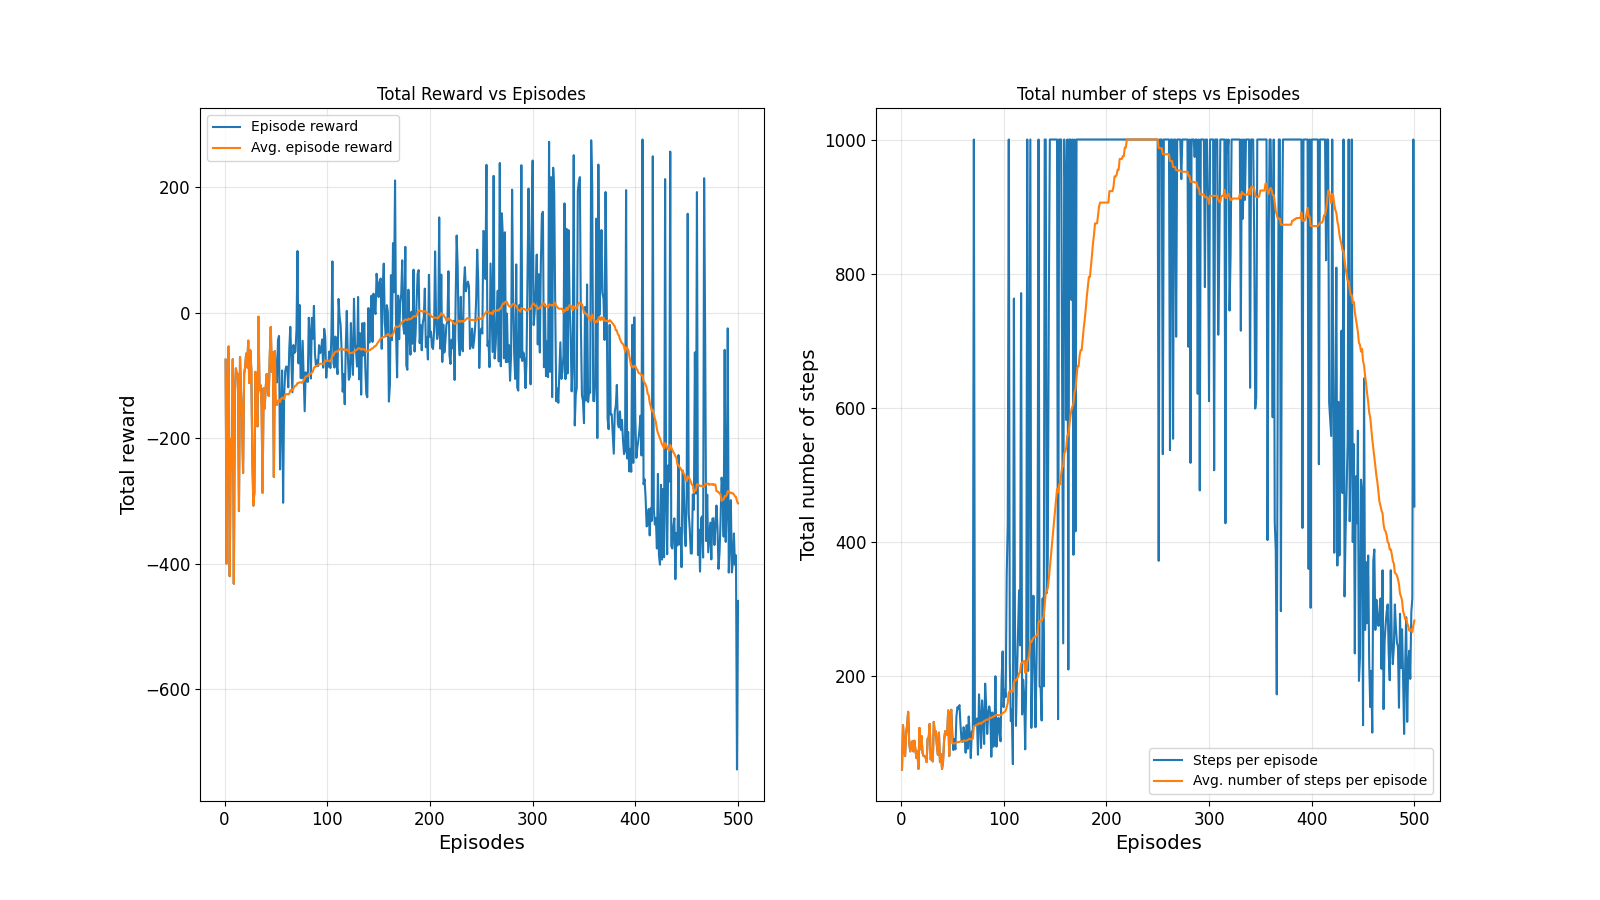 Total Reward vs Episodes
Episode reward
Avg. episode reward
Total reward
200
0
−200
−400
−600
0 100 200 300 400 500
Episodes
Total number of steps vs Episodes
Total number of steps
1000
800
600
400
200
Steps per episode
Avg. number of steps per episode
0 100 200 300 400 500
Episodes